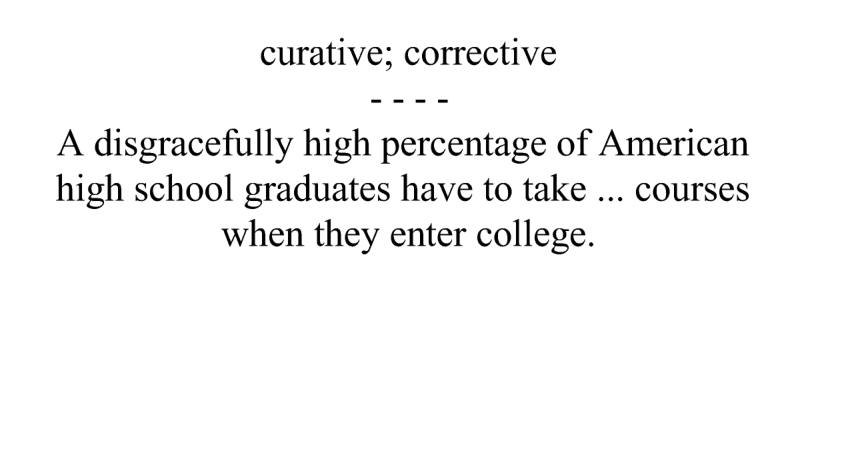 curative; corrective
- - - -
A disgracefully high percentage of American
high school graduates have to take ... courses
when they enter college.